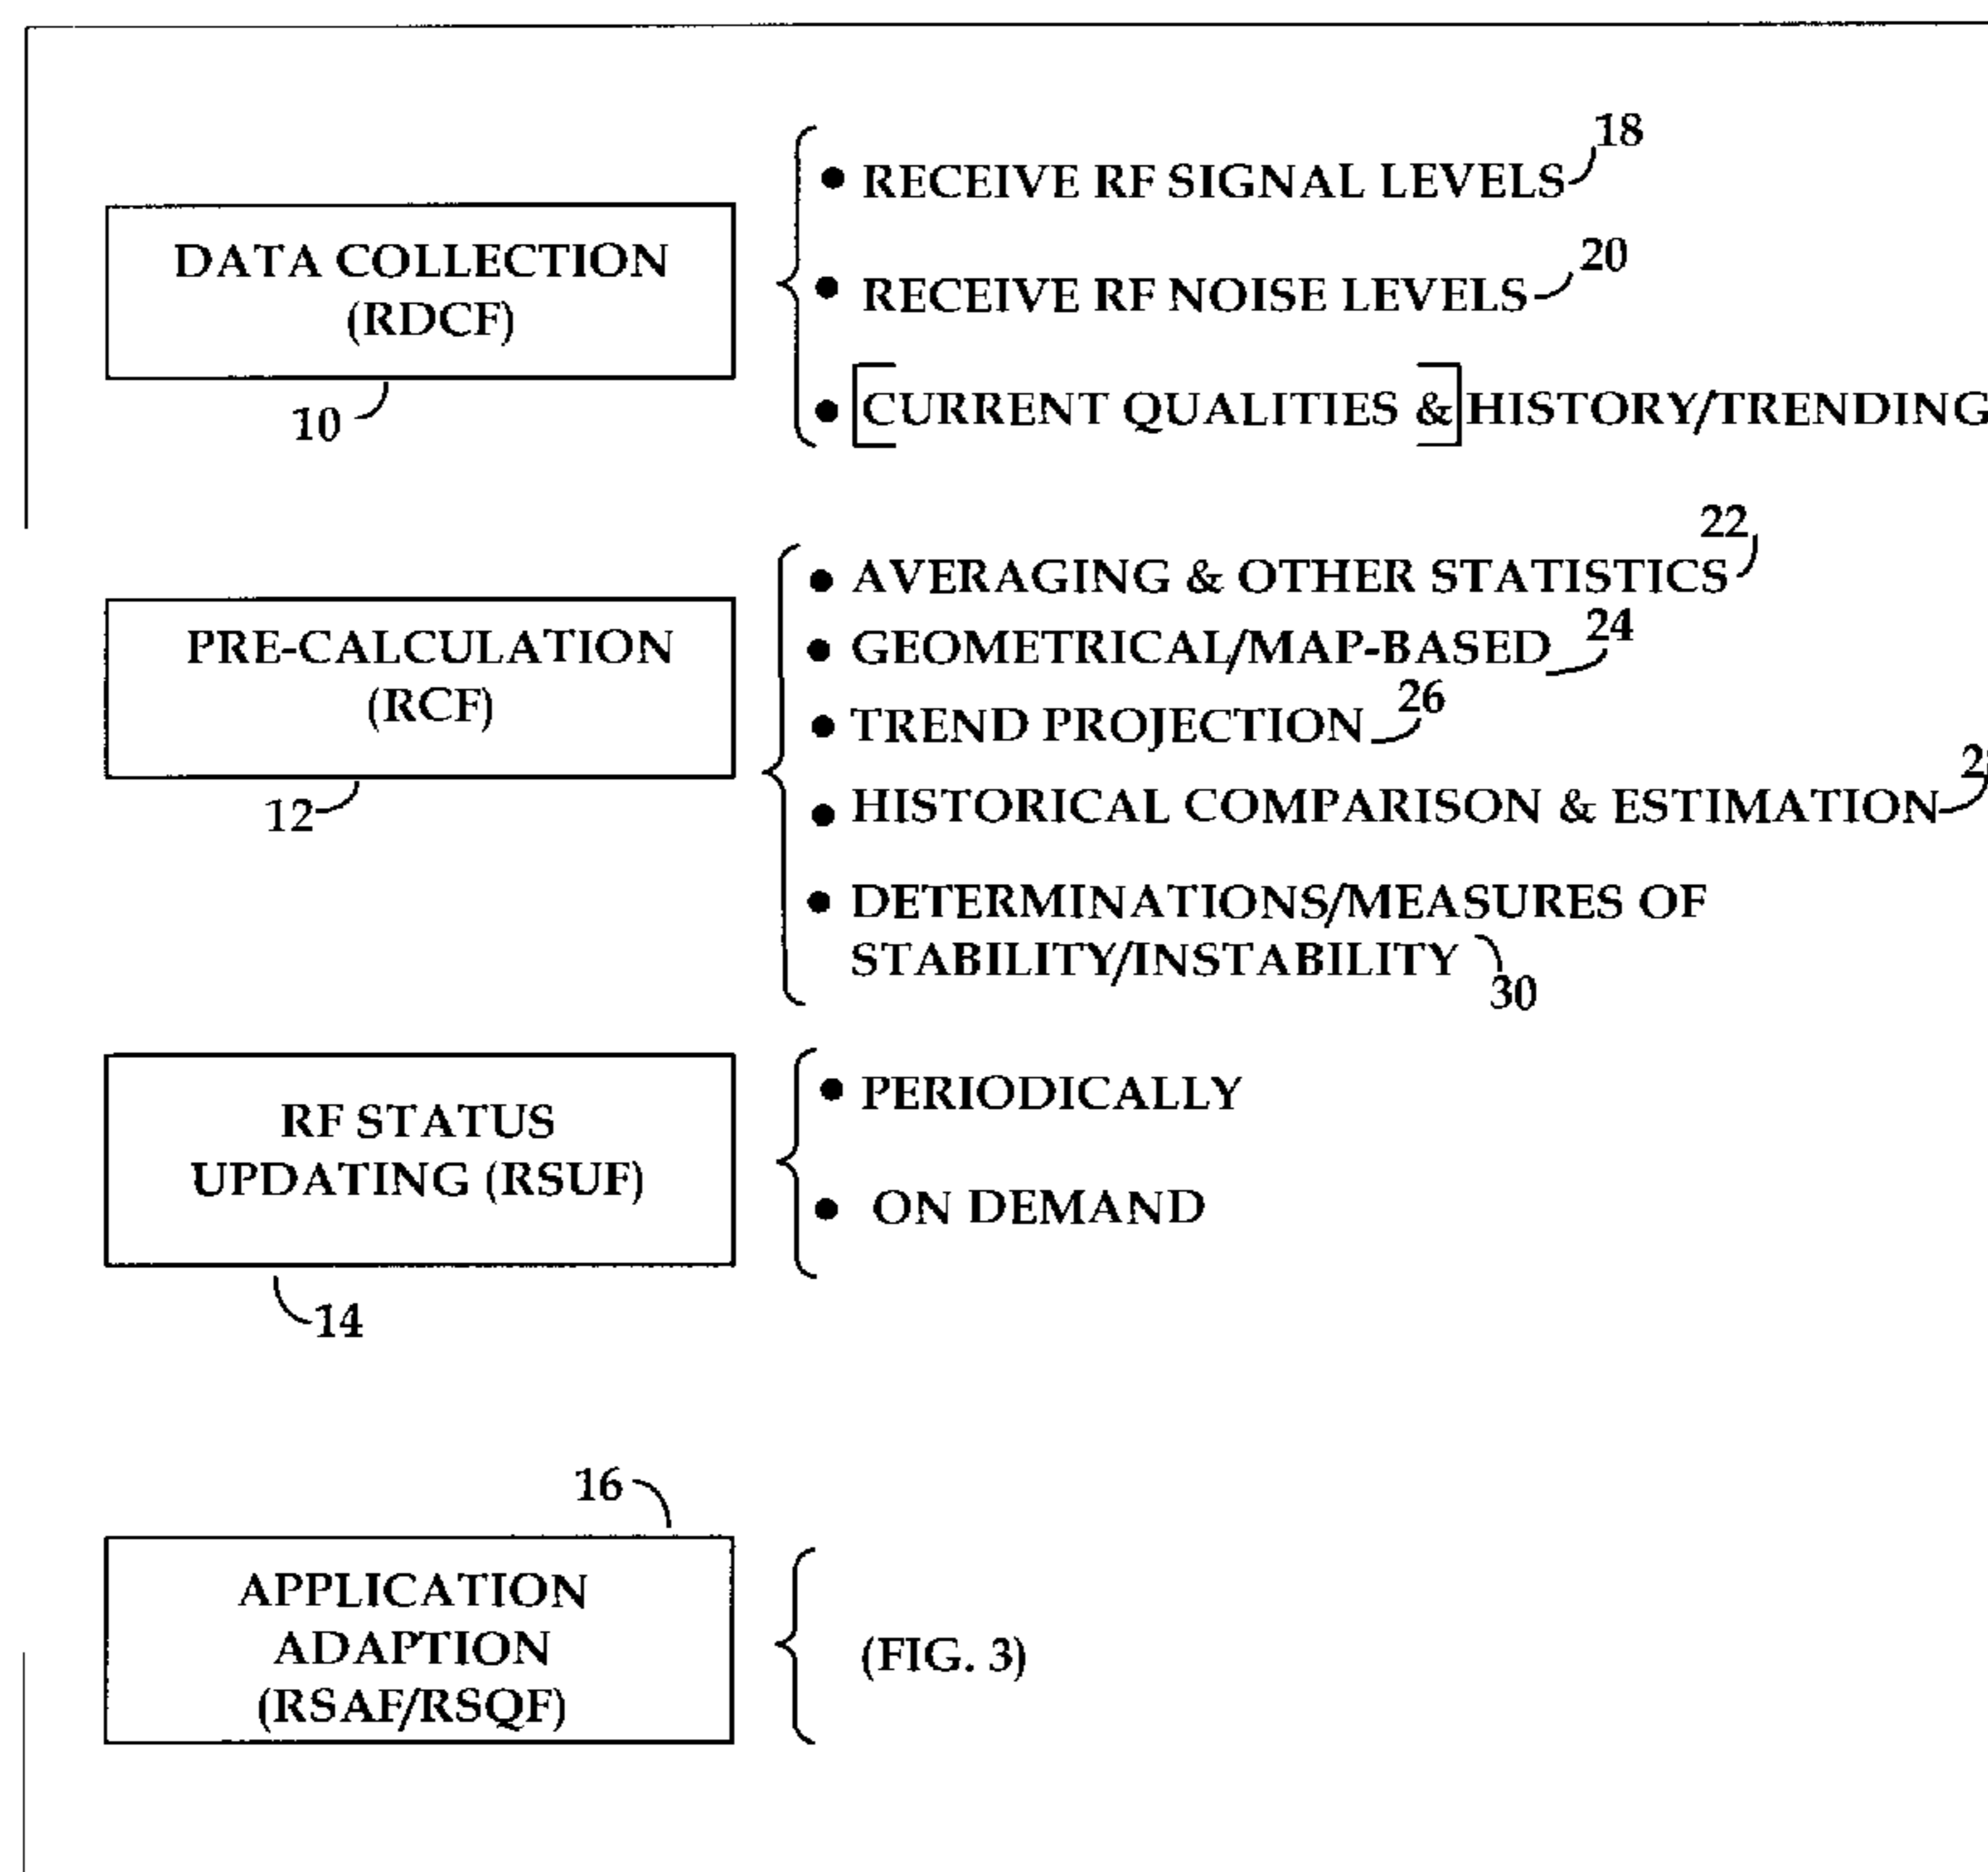 18
• RECEIVE RF SIGNAL LEVELS
DATA COLLECTION
(RDCF)
10
20
• RECEIVE RF NOISE LEVELS
• [CURRENT QUALITIES &] HISTORY/TRENDING
22
• AVERAGING & OTHER STATISTICS
PRE-CALCULATION
(RCF)
12
24
• GEOMETRICAL/MAP-BASED
26
• TREND PROJECTION
• HISTORICAL COMPARISON & ESTIMATION
• DETERMINATIONS/MEASURES OF
STABILITY/INSTABILITY
30
RF STATUS
UPDATING (RSUF)
14
• PERIODICALLY
• ON DEMAND
16
APPLICATION
ADAPTION
(RSAF/RSQF)
(FIG. 3)